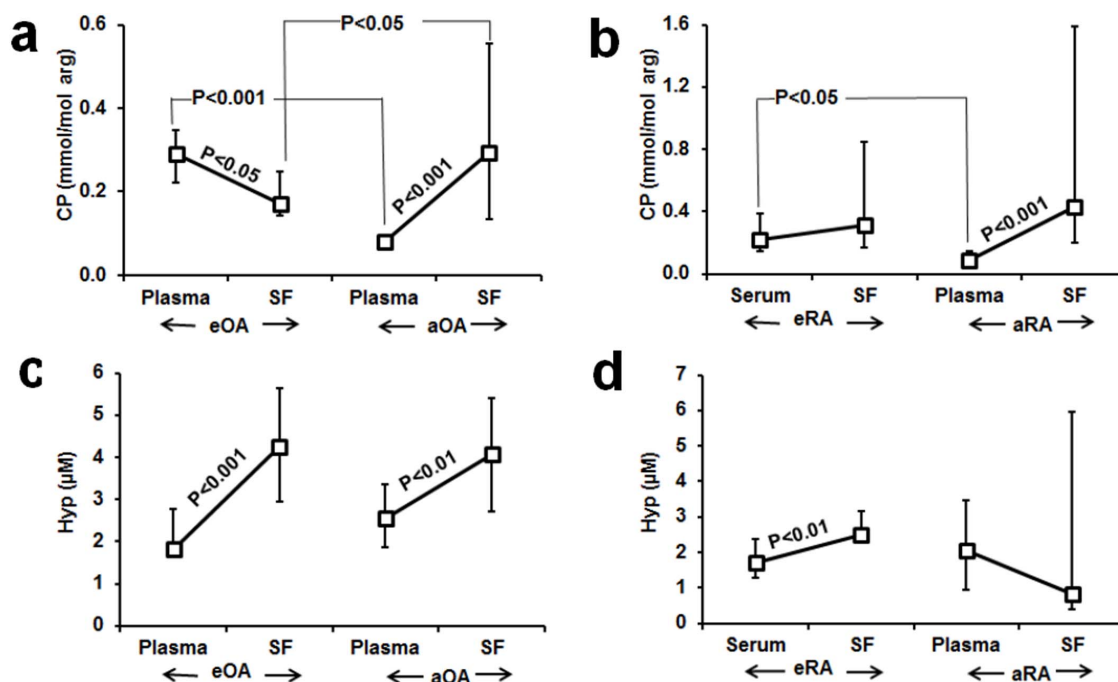 a
CP (mmol/mmol arg)
0.6
0.4
0.2
0.0
P<0.05
P<0.001
P<0.05
P<0.001
Plasma SF Plasma SF
eOA aOA
b
CP (mmol/mmol arg)
1.6
1.2
0.8
0.4
0.0
P<0.05
P<0.001
Serum SF Plasma SF
eRA aRA
c
Hyp (µM)
6
5
4
3
2
1
0
P<0.001
P<0.01
Plasma SF Plasma SF
eOA aOA
d
Hyp (µM)
7
6
5
4
3
2
1
0
P<0.01
Serum SF Plasma SF
eRA aRA